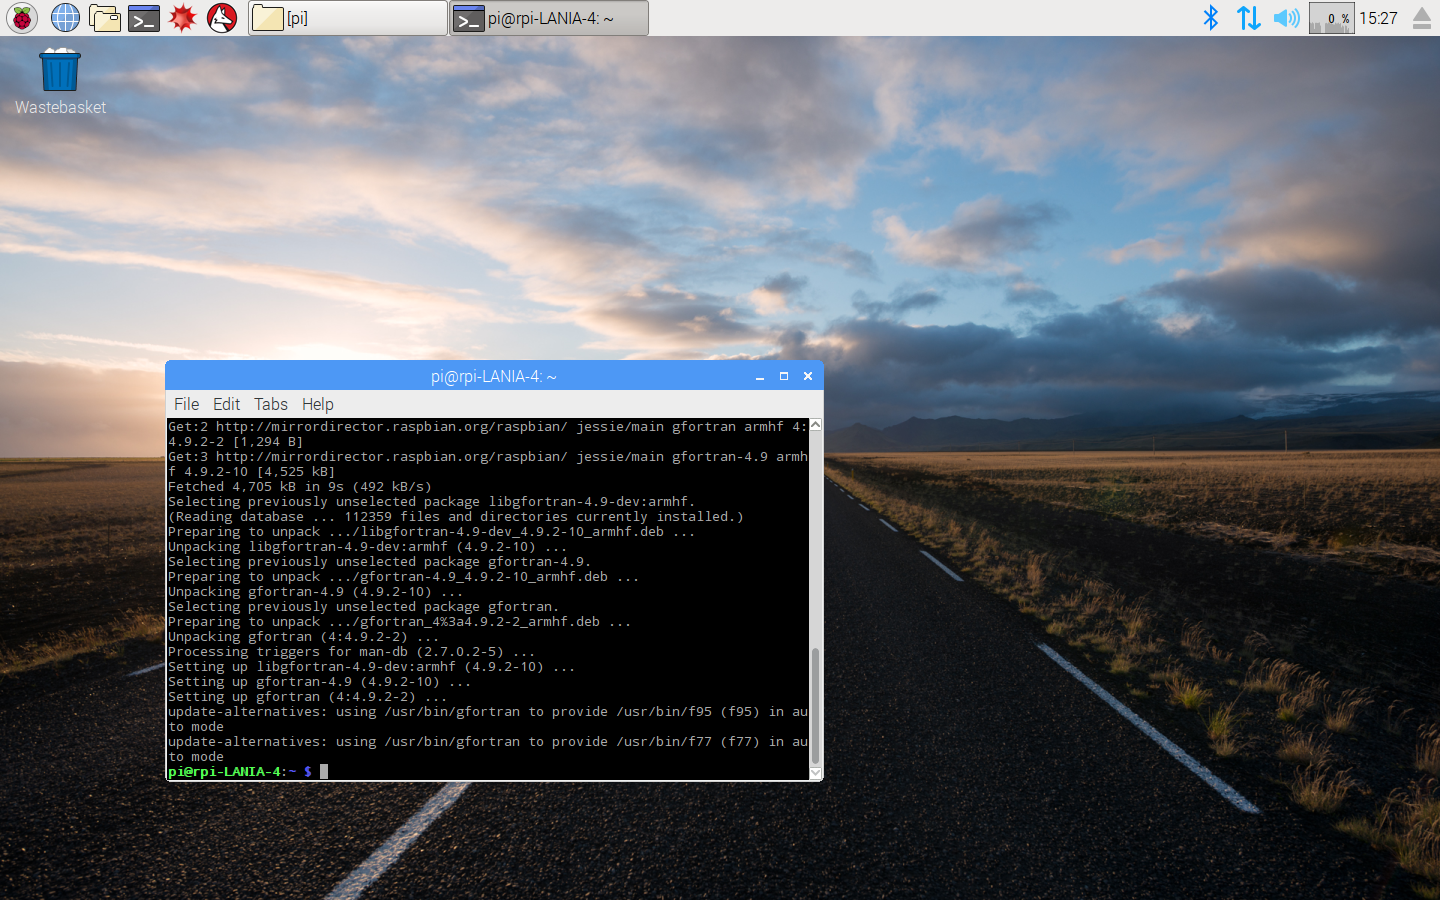 [pi]
pi@rpi-LANIA-4: ~
0 %
15:27
Wastebasket
pi@rpi-LANIA-4: ~
File Edit Tabs Help
Get:2 http://mirrordirector.raspbian.org/raspbian/ jessie/main gfortran armhf 4:
4.9.2-2 [1,294 B]
Get:3 http://mirrordirector.raspbian.org/raspbian/ jessie/main gfortran-4.9 armh
f 4.9.2-10 [4,525 kB]
Fetched 4,705 kB in 9s (492 kB/s)
Selecting previously unselected package libgfortran-4.9-dev:armhf.
(Reading database ... 112359 files and directories currently installed.)
Preparing to unpack .../libgfortran-4.9-dev_4.9.2-10_armhf.deb ...
Unpacking libgfortran-4.9-dev:armhf (4.9.2-10) ...
Selecting previously unselected package gfortran-4.9.
Preparing to unpack .../gfortran-4.9_4.9.2-10_armhf.deb ...
Unpacking gfortran-4.9 (4.9.2-10) ...
Selecting previously unselected package gfortran.
Preparing to unpack .../gfortran_4%3a4.9.2-2_armhf.deb ...
Unpacking gfortran (4:4.9.2-2) ...
Processing triggers for man-db (2.7.0.2-5) ...
Setting up libgfortran-4.9-dev:armhf (4.9.2-10) ...
Setting up gfortran-4.9 (4.9.2-10) ...
Setting up gfortran (4:4.9.2-2) ...
update-alternatives: using /usr/bin/gfortran to provide /usr/bin/f95 (f95) in au
to mode
update-alternatives: using /usr/bin/gfortran to provide /usr/bin/f77 (f77) in au
to mode
pi@rpi-LANIA-4:~ $